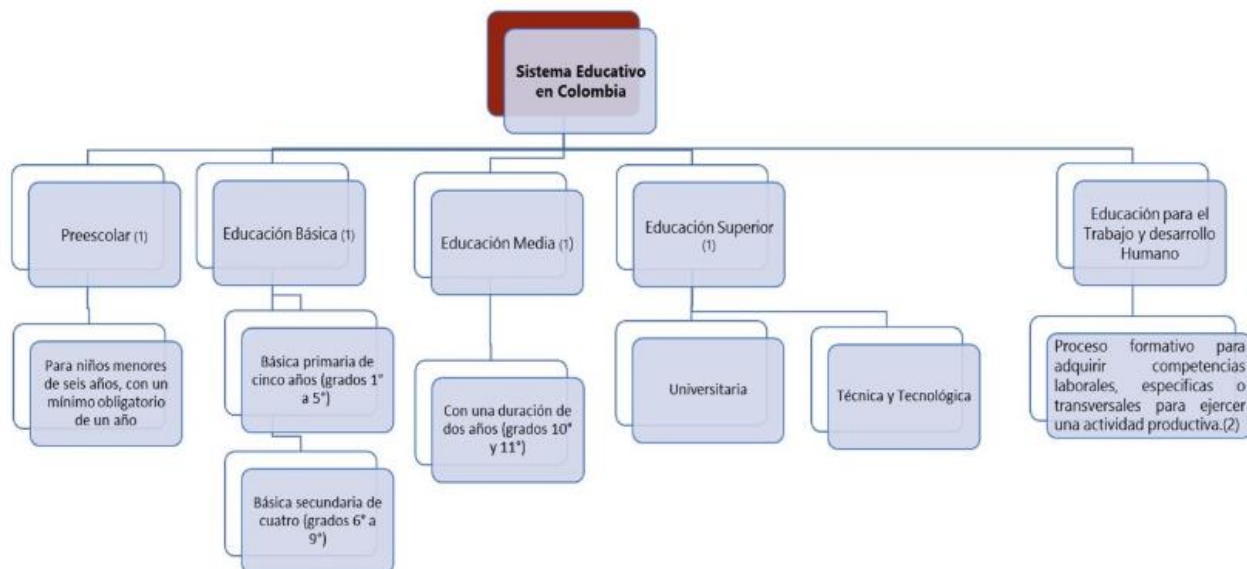 Sistema Educativo
en Colombia
Preescolar (1)
Educación Básica (1)
Educación Media (1)
Educación Superior
(1)
Educación para el
Trabajo y desarrollo
Humano
Para niños menores
de seis años, con un
mínimo obligatorio
de un año
Básica primaria de
cinco años (grados 1°
a 5°)
Básica secundaria de
cuatro (grados 6° a
9°)
Con una duración de
dos años (grados 10°
y 11°)
Universitaria
Técnica y Tecnológica
Proceso formativo para
adquirir competencias
laborales, especificas o
transversales para ejercer
una actividad productiva.(2)